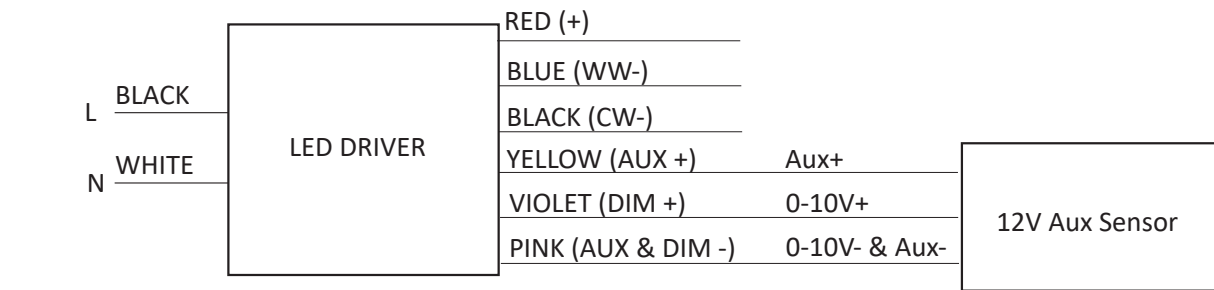 RED (+)
BLUE (WW-)
L BLACK
BLACK (CW-)
LED DRIVER
N WHITE
YELLOW (AUX +) Aux+
VIOLET (DIM +) 0-10V+
12V Aux Sensor
PINK (AUX & DIM -) 0-10V- & Aux-